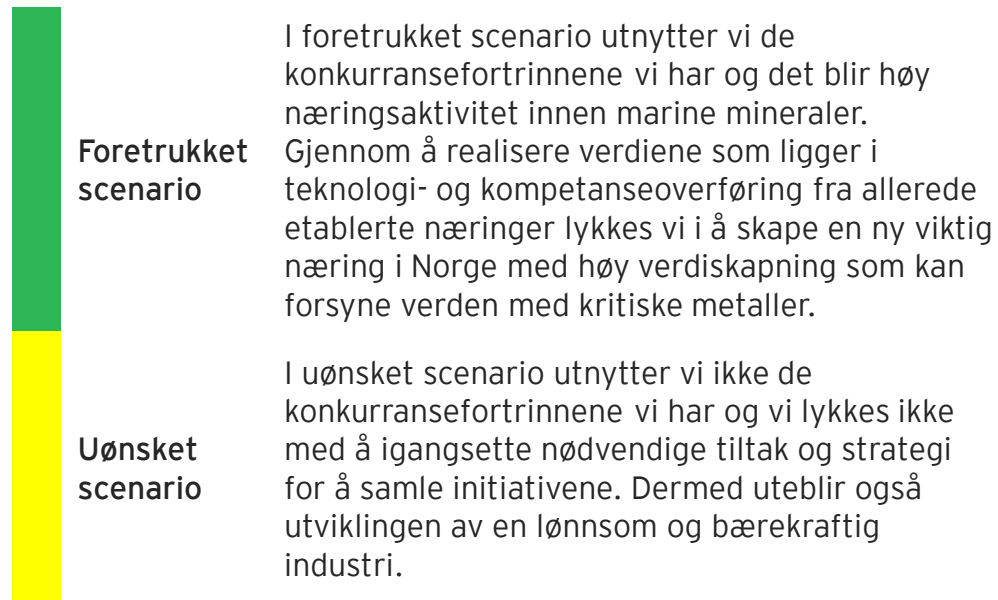 I foretrukket scenario utnytter vi de
konkurransefortrinnene vi har og det blir høy
næringsaktivitet innen marine mineraler.
Foretrukket scenario
Gjennom å realisere verdiene som ligger i
teknologi- og kompetanseoverføring fra allerede
etablerte næringer lykkes vi i å skape en ny viktig
næring i Norge med høy verdiskapning som kan
forsyne verden med kritiske metaller.
Uønsket scenario
I uønsket scenario utnytter vi ikke de
konkurransefortrinnene vi har og vi lykkes ikke
med å igangsette nødvendige tiltak og strategi
for å samle initiativene. Dermed uteblir også
utviklingen av en lønnsom og bærekraftig
industri.